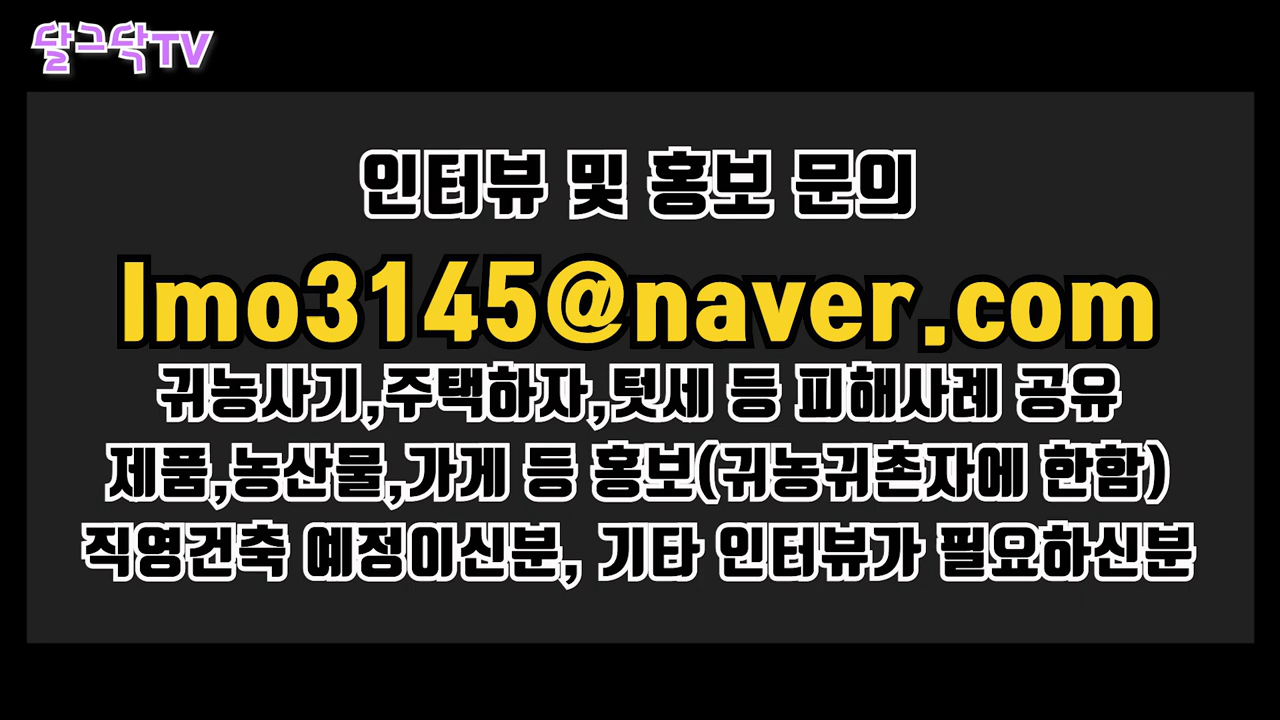 달그닥TV
인터뷰 및 홍보 문의
lmo3145@naver.com
귀농사기,주택하자,텃세 등 피해사례 공유
제품,농산물,가게 등 홍보(귀농귀촌자에 한함)
직영건축 예정이신분, 기타 인터뷰가 필요하신분